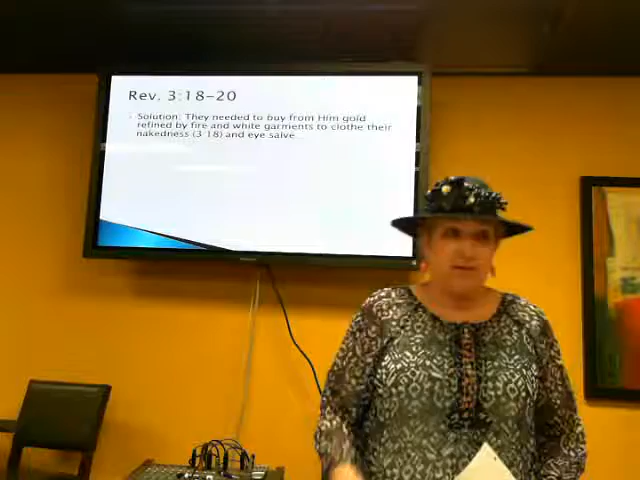 Rev. 3:18-20
Solution: They needed to buy from Him gold
refined by fire and white garments to clothe their
nakedness (3:18) and eye salve...